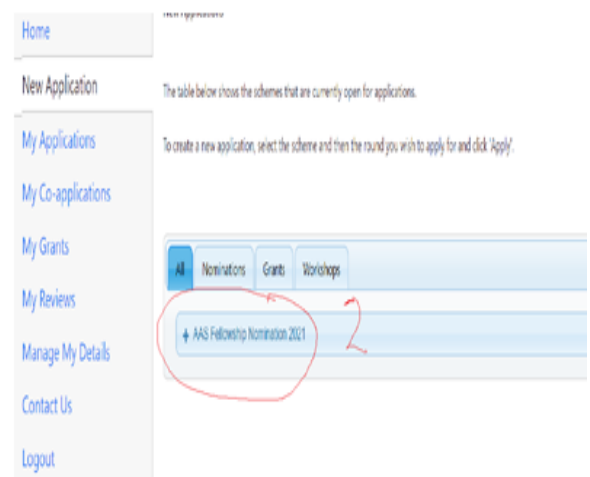 Home
New Applications
New Application
The table below shows the schemes that are currently open for applications.
My Applications
To create a new application, select the scheme and then the round you wish to apply for and click 'Apply'.
My Co-applications
My Grants
All Nominations Grants Workshops
My Reviews
2
+ AAS Fellowship Nomination 2021
Manage My Details
Contact Us
Logout